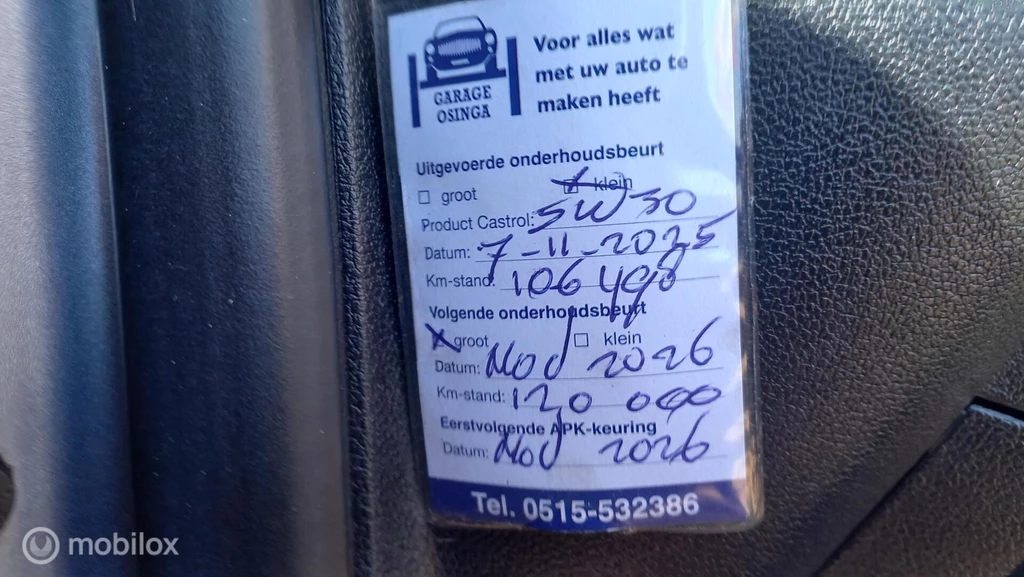 GARAGE
OSINGA
Voor alles wat
met uw auto te
maken heeft
Uitgevoerde onderhoudsbeurt
☐ groot ☒ klein
Product Castrol: 5W30
Datum: 7-11-2025
Km-stand: 106498
Volgende onderhoudsbeurt
☒ groot ☐ klein
Datum: Nov 2026
Km-stand: 120 000
Eerstvolgende APK-keuring
Datum: Nov 2026
Tel. 0515-532386
mobilox